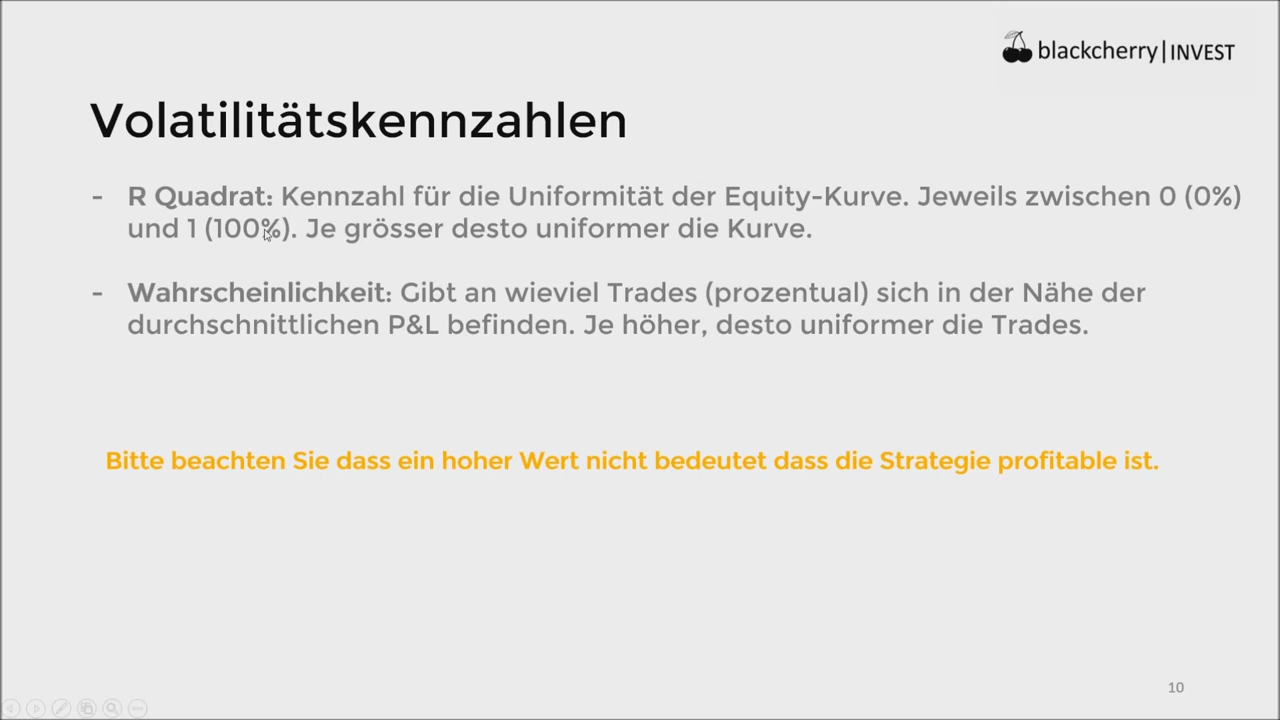 blackcherry|INVEST
Volatilitätskennzahlen
- R Quadrat: Kennzahl für die Uniformität der Equity-Kurve. Jeweils zwischen 0 (0%)
und 1 (100%). Je grösser desto uniformer die Kurve.
- Wahrscheinlichkeit: Gibt an wieviel Trades (prozentual) sich in der Nähe der
durchschnittlichen P&L befinden. Je höher, desto uniformer die Trades.
Bitte beachten Sie dass ein hoher Wert nicht bedeutet dass die Strategie profitable ist.
10